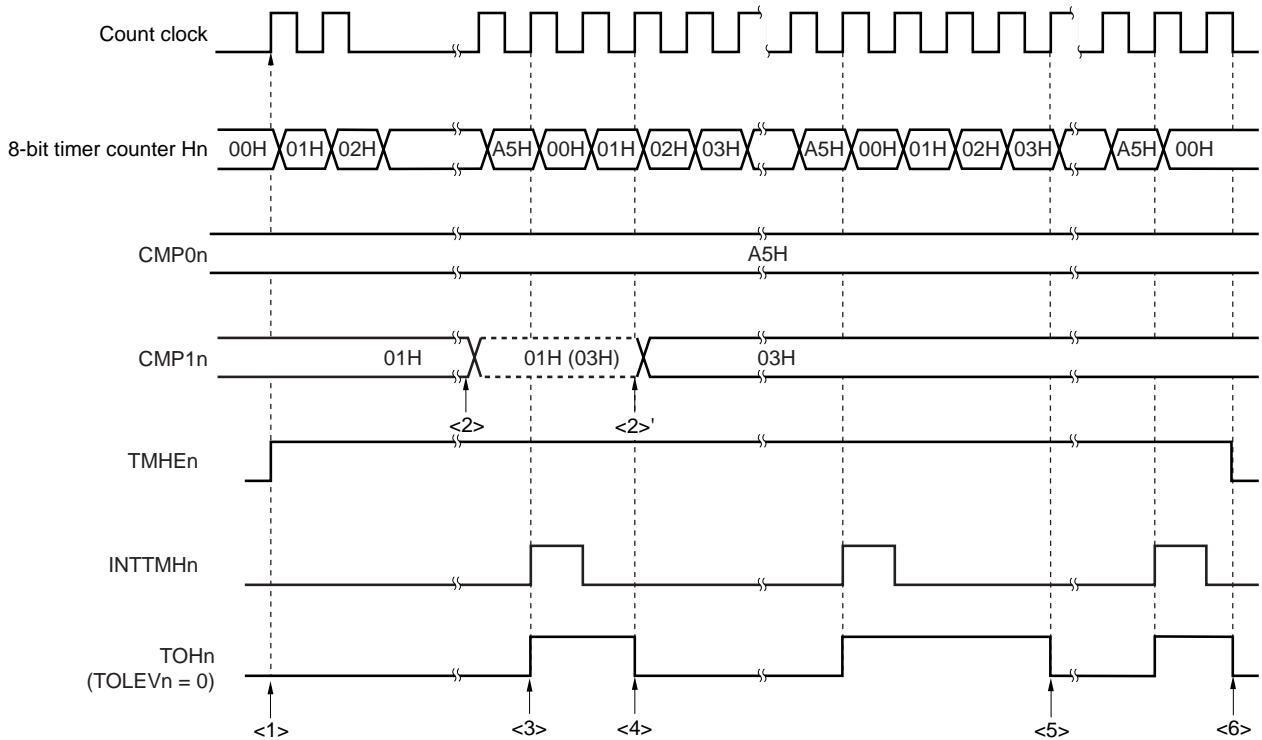 Count clock
8-bit timer counter Hn
00H 01H 02H A5H 00H 01H 02H 03H A5H 00H 01H 02H 03H A5H 00H
CMP0n
A5H
CMP1n
01H 01H (03H) 03H
<2> <2>'
TMHEn
INTTMHn
TOHn
(TOLEVn = 0)
<1> <3> <4> <5> <6>